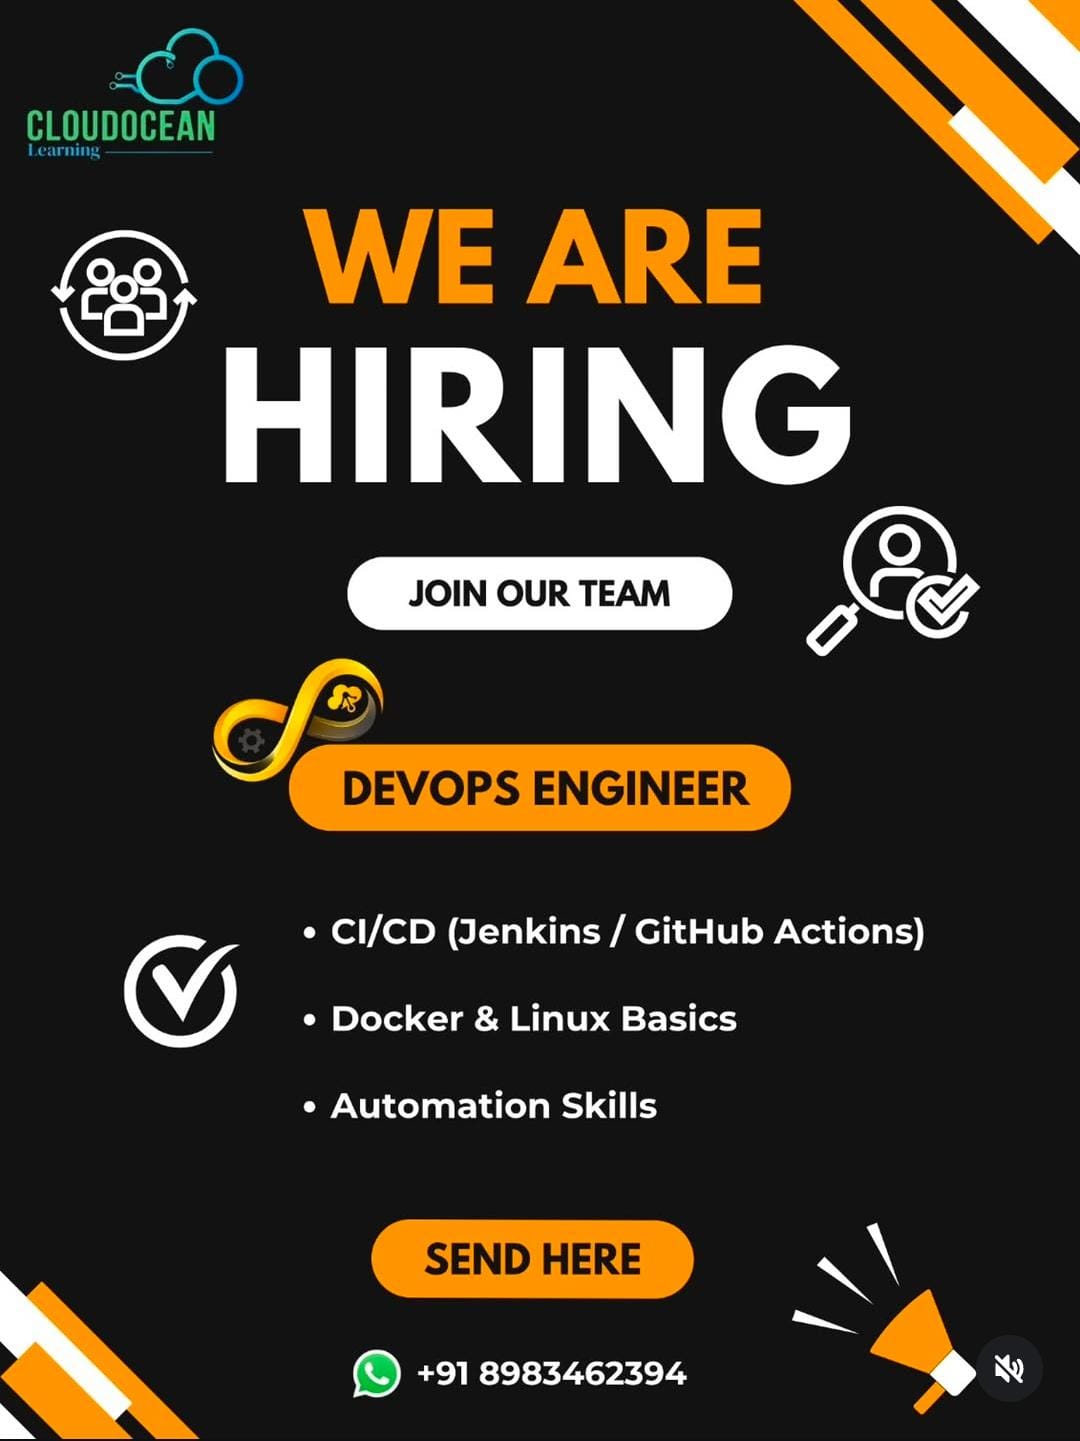 CLOUDOCEAN
Learning
WE ARE
HIRING
JOIN OUR TEAM
DEVOPS ENGINEER
• CI/CD (Jenkins / GitHub Actions)
• Docker & Linux Basics
• Automation Skills
SEND HERE
+91 8983462394